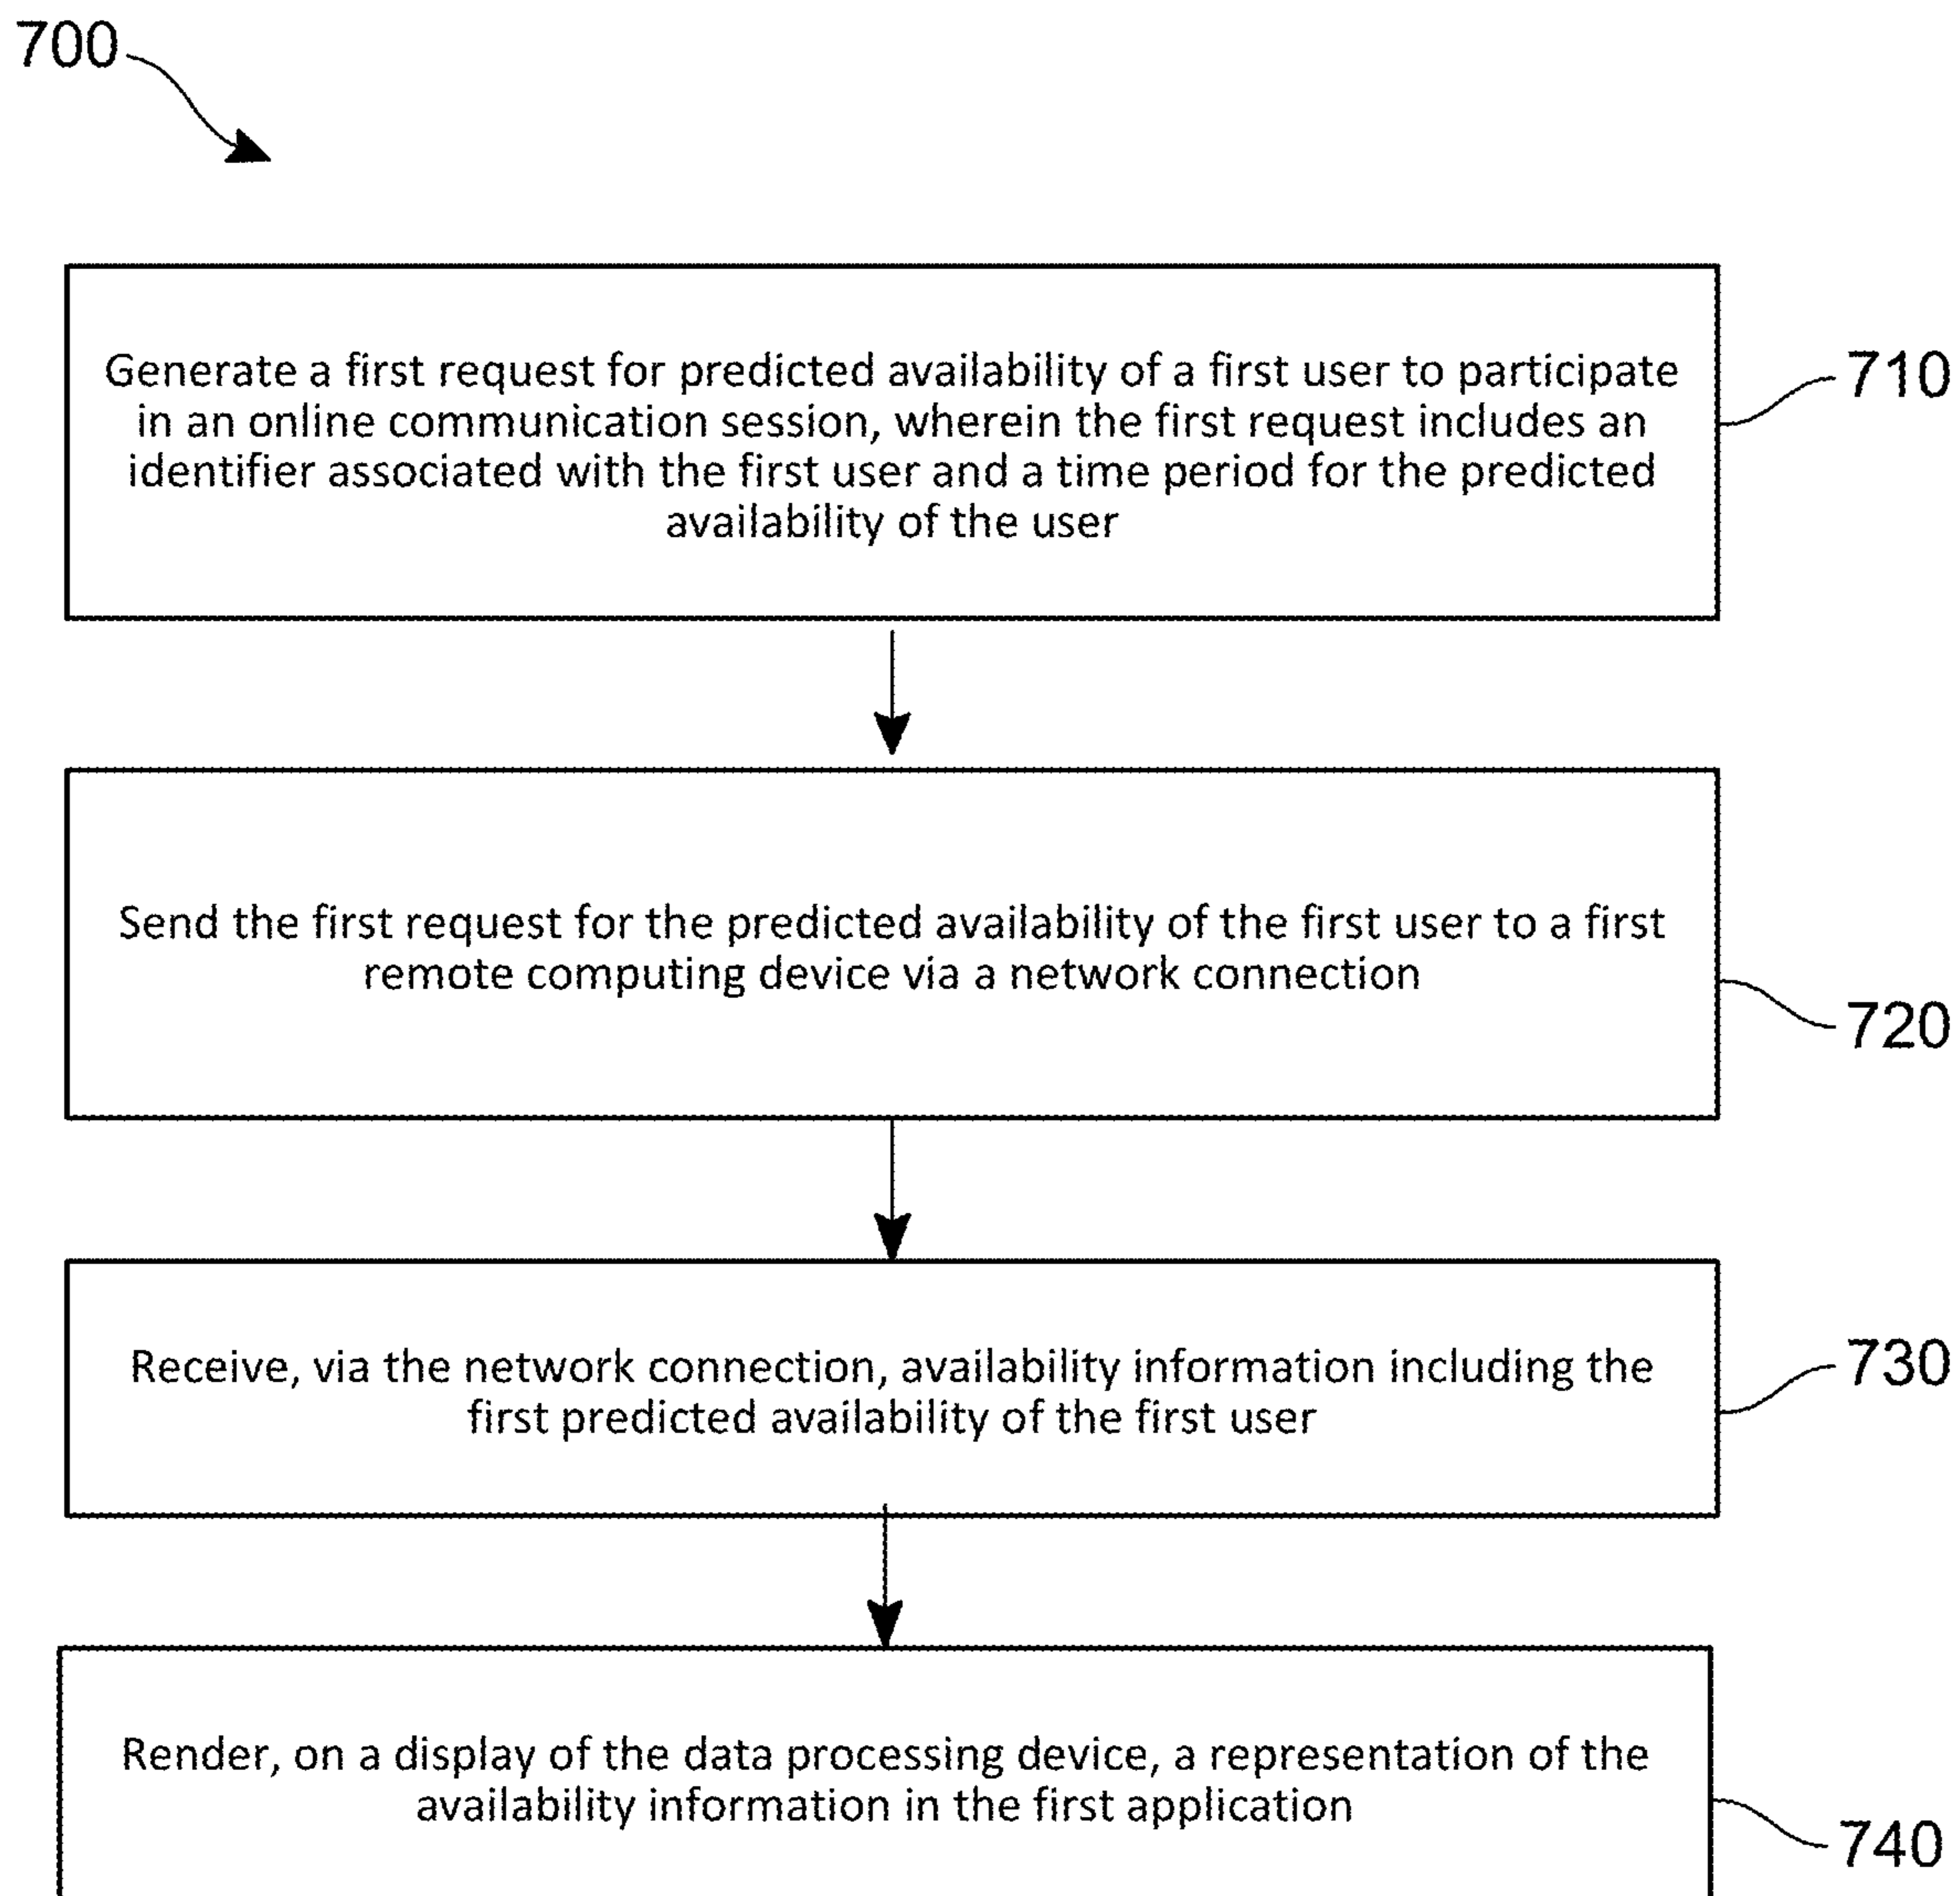 700
Generate a first request for predicted availability of a first user to participate
in an online communication session, wherein the first request includes an
identifier associated with the first user and a time period for the predicted
availability of the user
710
Send the first request for the predicted availability of the first user to a first
remote computing device via a network connection
720
Receive, via the network connection, availability information including the
first predicted availability of the first user
730
Render, on a display of the data processing device, a representation of the
availability information in the first application
740